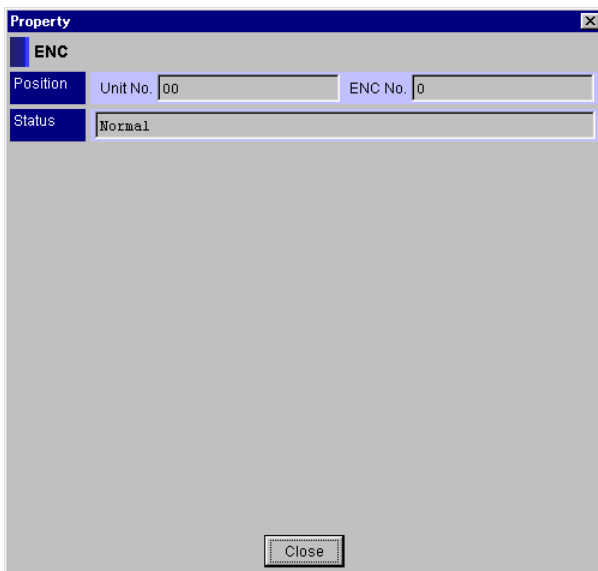 Property
ENC
Position Unit No. 00 ENC No. 0
Status Normal
Close